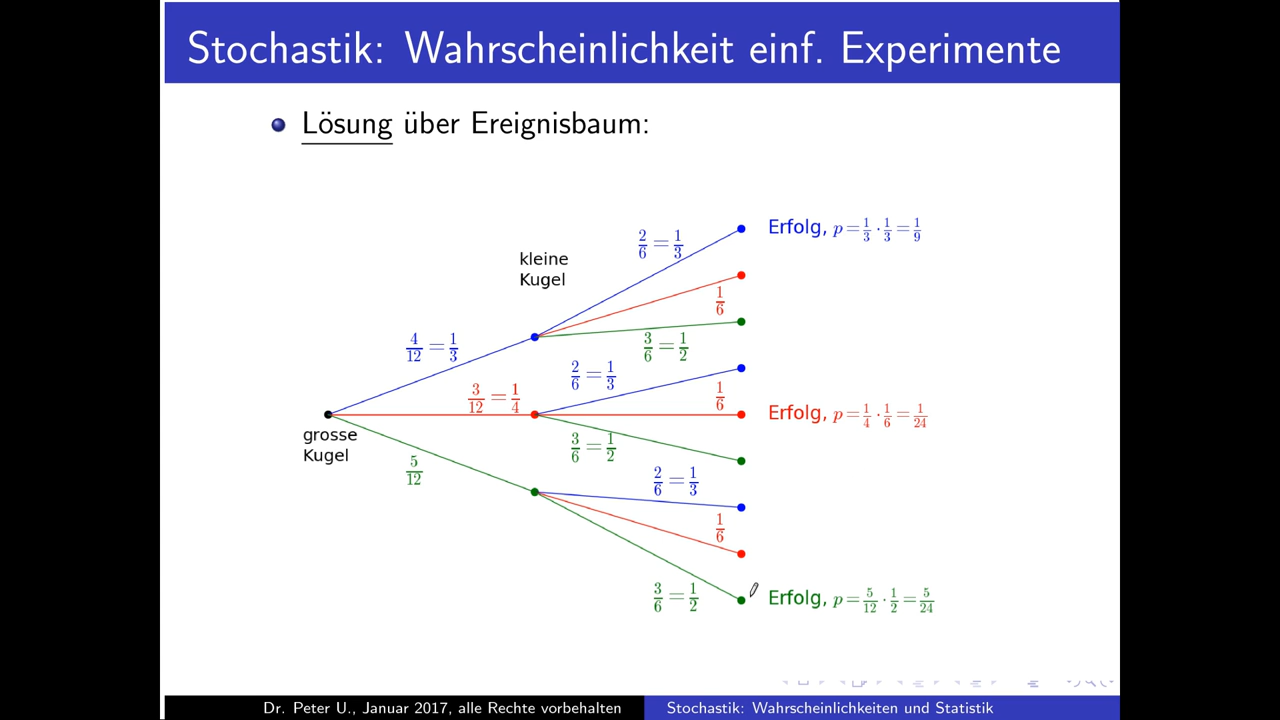 Stochastik: Wahrscheinlichkeit einf. Experimente
Lösung über Ereignisbaum:
grosse
Kugel
kleine
Kugel
4/12 = 1/3
3/12 = 1/4
5/12
2/6 = 1/3
1/6
3/6 = 1/2
2/6 = 1/3
1/6
3/6 = 1/2
2/6 = 1/3
1/6
3/6 = 1/2
Erfolg, p = 1/3 · 1/3 = 1/9
Erfolg, p = 1/4 · 1/6 = 1/24
Erfolg, p = 5/12 · 1/2 = 5/24
Dr. Peter U., Januar 2017, alle Rechte vorbehalten
Stochastik: Wahrscheinlichkeiten und Statistik